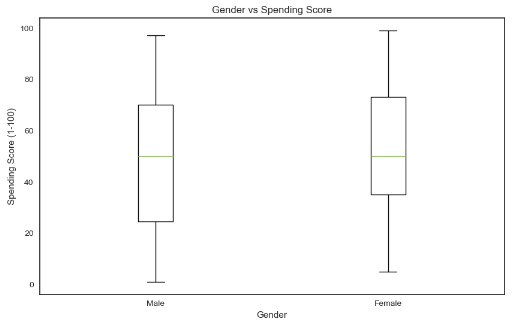 Gender vs Spending Score
100
80
60
40
20
0
Spending Score (1-100)
Male
Female
Gender